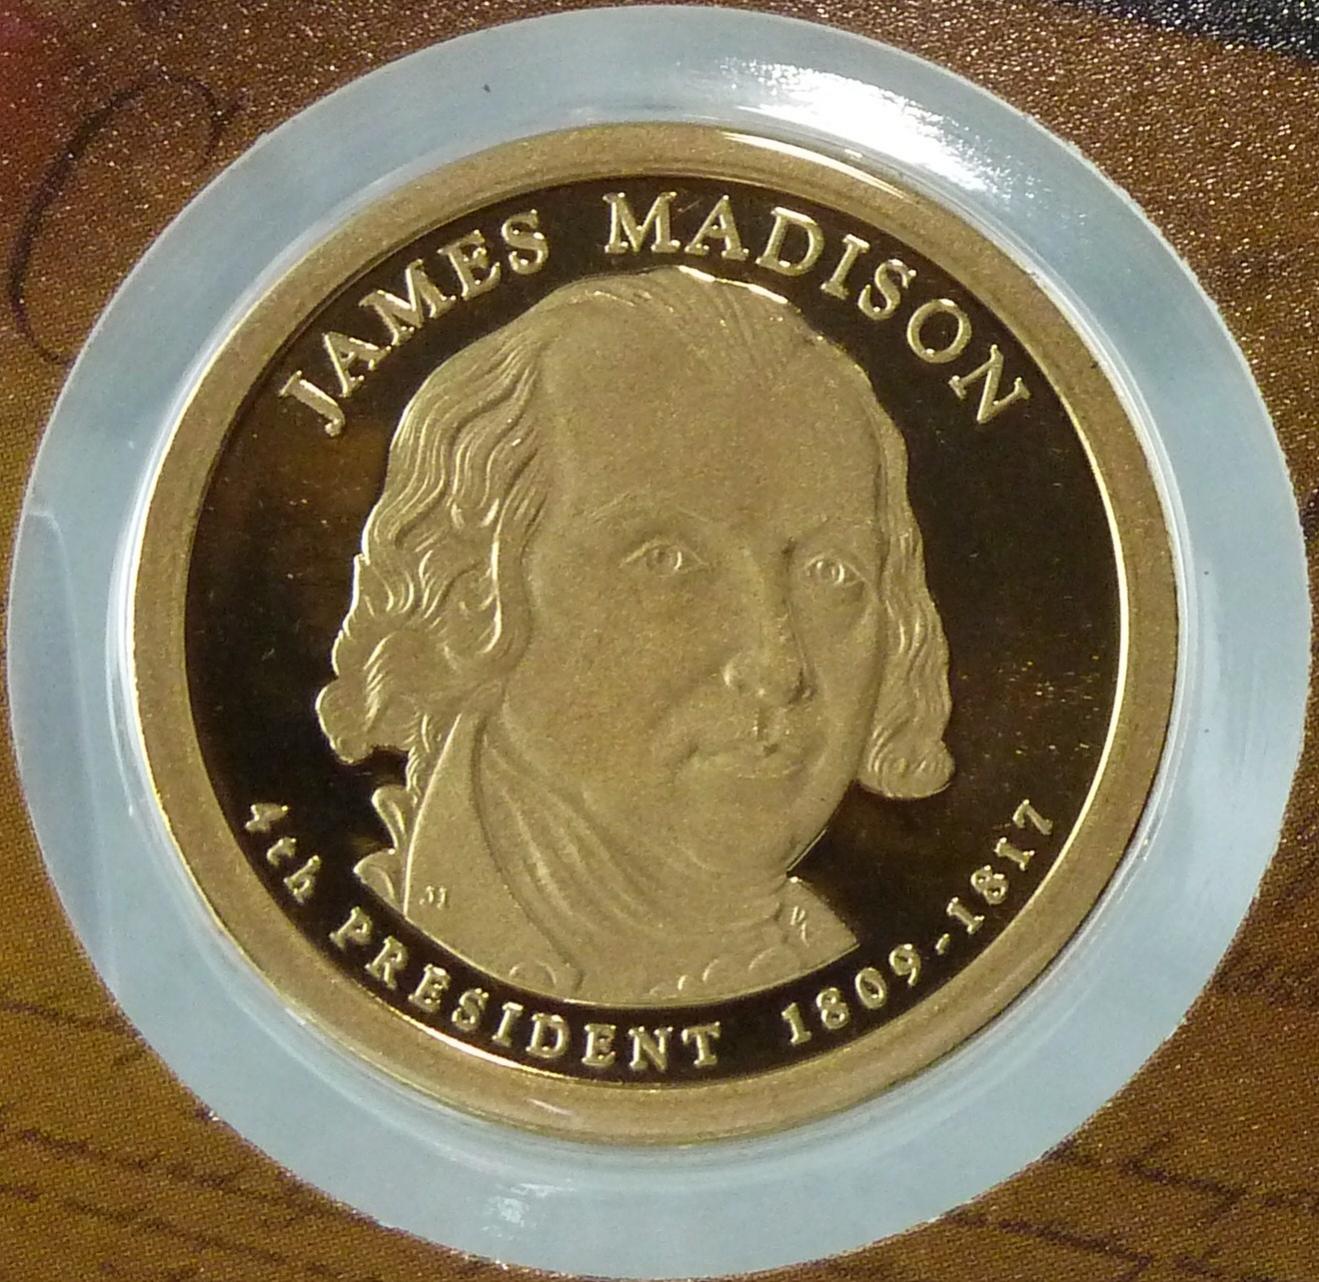 JAMES MADISON
4th PRESIDENT 1809-1817